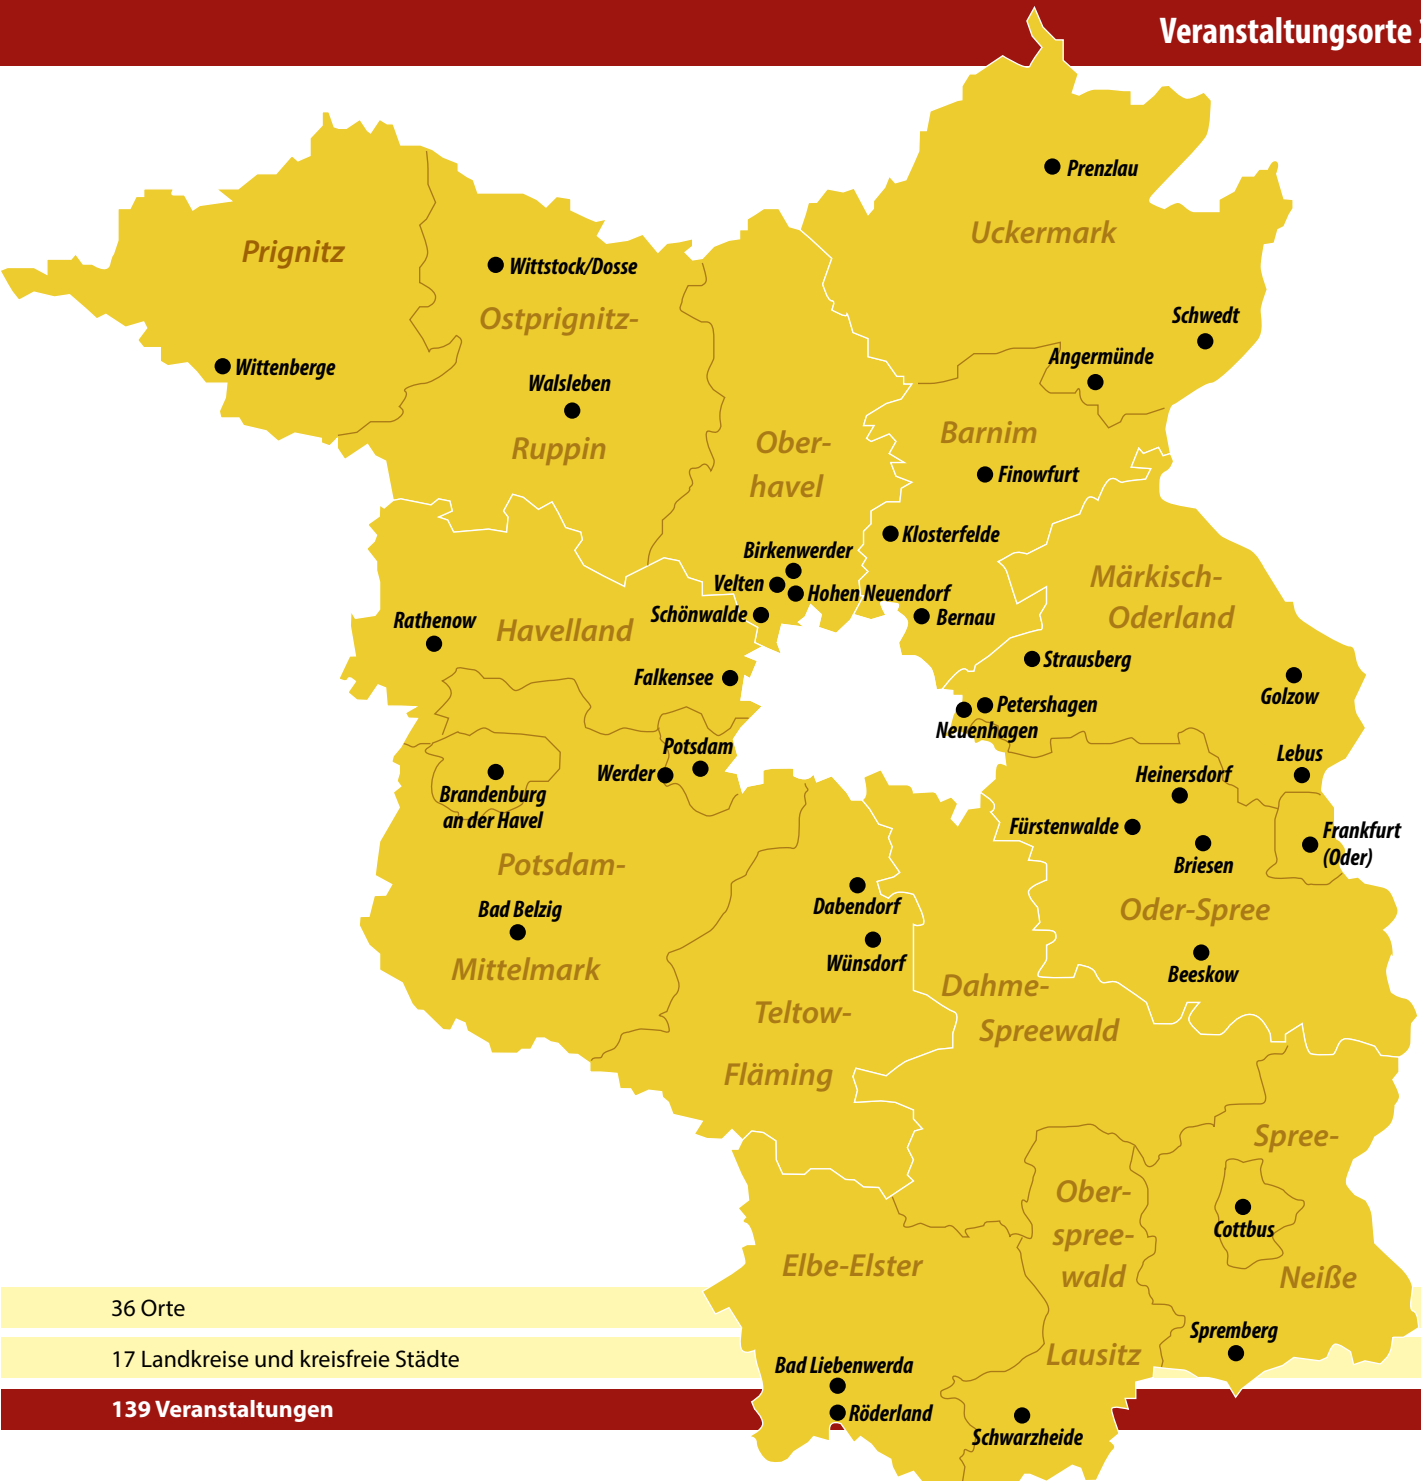 Veranstaltungsorte
Prenzlau
Uckermark
Prignitz
Wittstock/Dosse
Ostprignitz-
Schwedt
Angermünde
Wittenberge
Walsleben
Ruppin
Ober-
havel
Barnim
Finowfurt
Klosterfelde
Birkenwerder
Velten
Hohen Neuendorf
Schönwalde
Bernau
Märkisch-
Oderland
Rathenow
Havelland
Falkensee
Strausberg
Golzow
Petershagen
Neuenhagen
Potsdam
Werder
Lebus
Heinersdorf
Brandenburg
an der Havel
Fürstenwalde
Frankfurt
(Oder)
Briesen
Potsdam-
Bad Belzig
Mittelmark
Dabendorf
Wünsdorf
Oder-Spree
Beeskow
Dahme-
Spreewald
Teltow-
Fläming
Spree-
Ober-
spree-
wald
Cottbus
Elbe-Elster
Neiße
36 Orte
Spremberg
17 Landkreise und kreisfreie Städte
Lausitz
Bad Liebenwerda
139 Veranstaltungen
Röderland
Schwarzheide